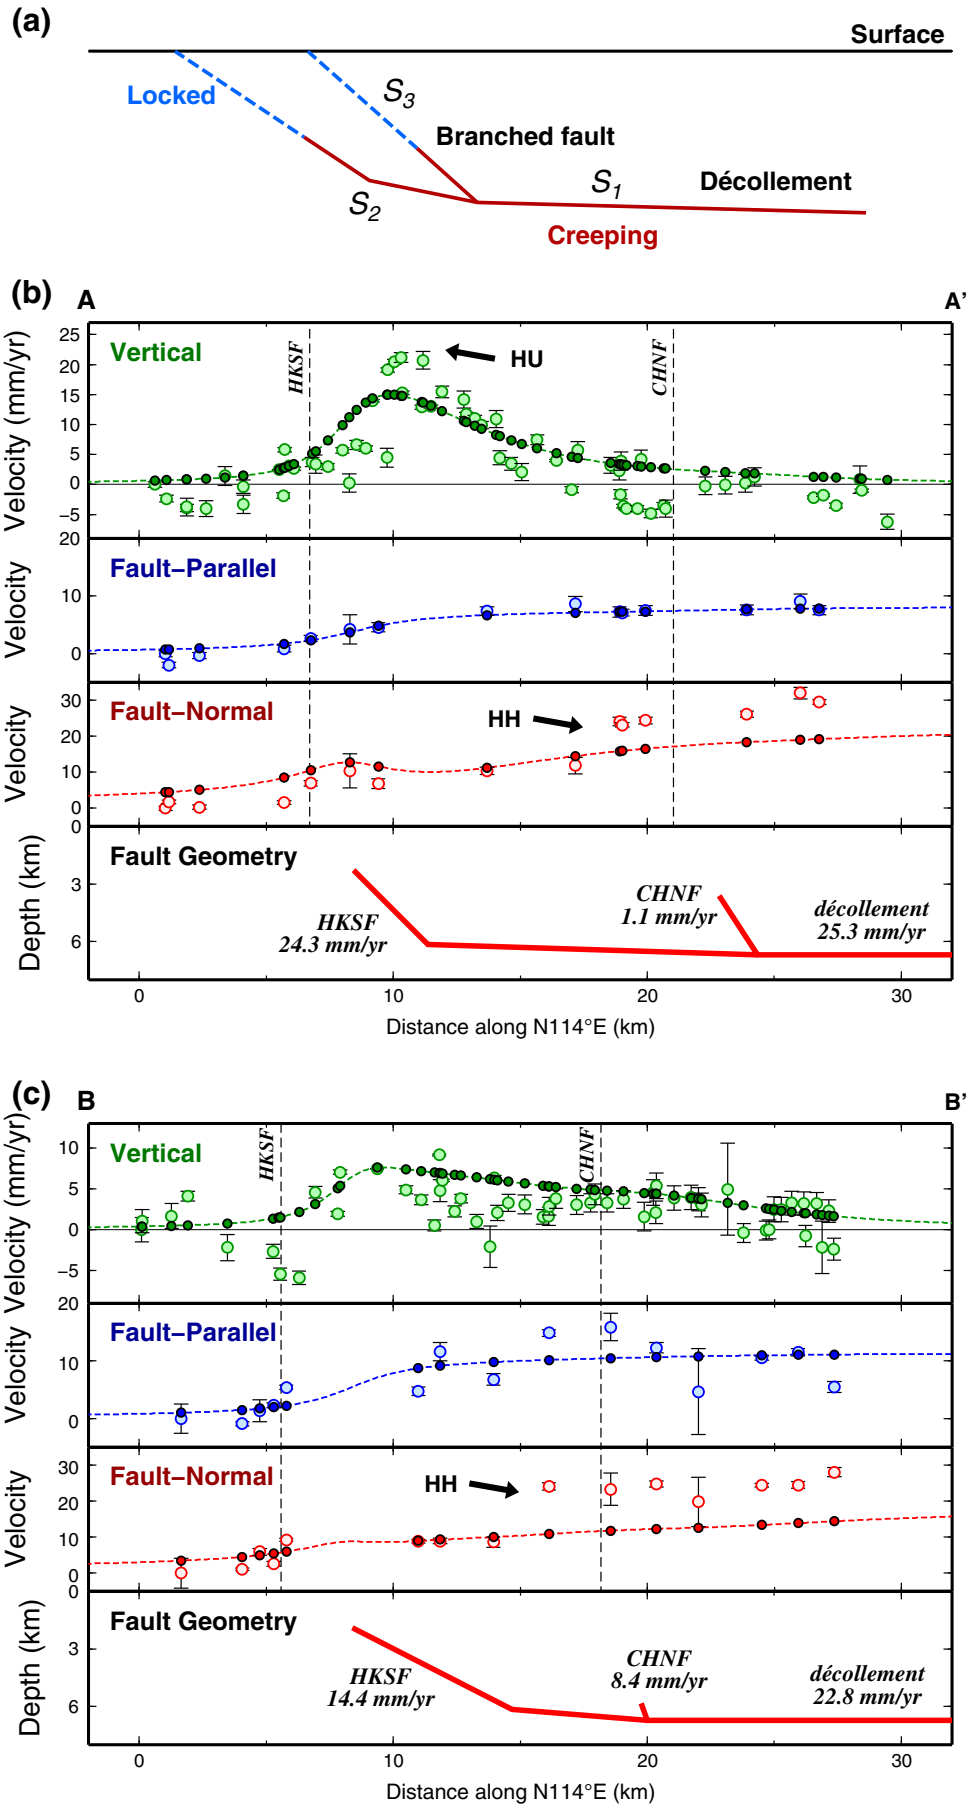 (a)
Surface
Locked
S3
Branched fault
S1
Décollement
S2
Creeping
(b)
A
A'
Velocity (mm/yr)
25
20
15
10
5
0
−5
Vertical
HKSF
HU
CHNF
Velocity
20
10
0
Fault−Parallel
Velocity
30
20
10
0
Fault−Normal
HH
Depth (km)
0
3
6
Fault Geometry
HKSF
24.3 mm/yr
CHNF
1.1 mm/yr
décollement
25.3 mm/yr
0
10
20
30
Distance along N114°E (km)
(c)
B
B'
Velocity (mm/yr)
10
5
0
−5
Vertical
HKSF
CHNF
Velocity
20
10
0
Fault−Parallel
Velocity
30
20
10
0
Fault−Normal
HH
Depth (km)
0
3
6
Fault Geometry
HKSF
14.4 mm/yr
CHNF
8.4 mm/yr
décollement
22.8 mm/yr
0
10
20
30
Distance along N114°E (km)